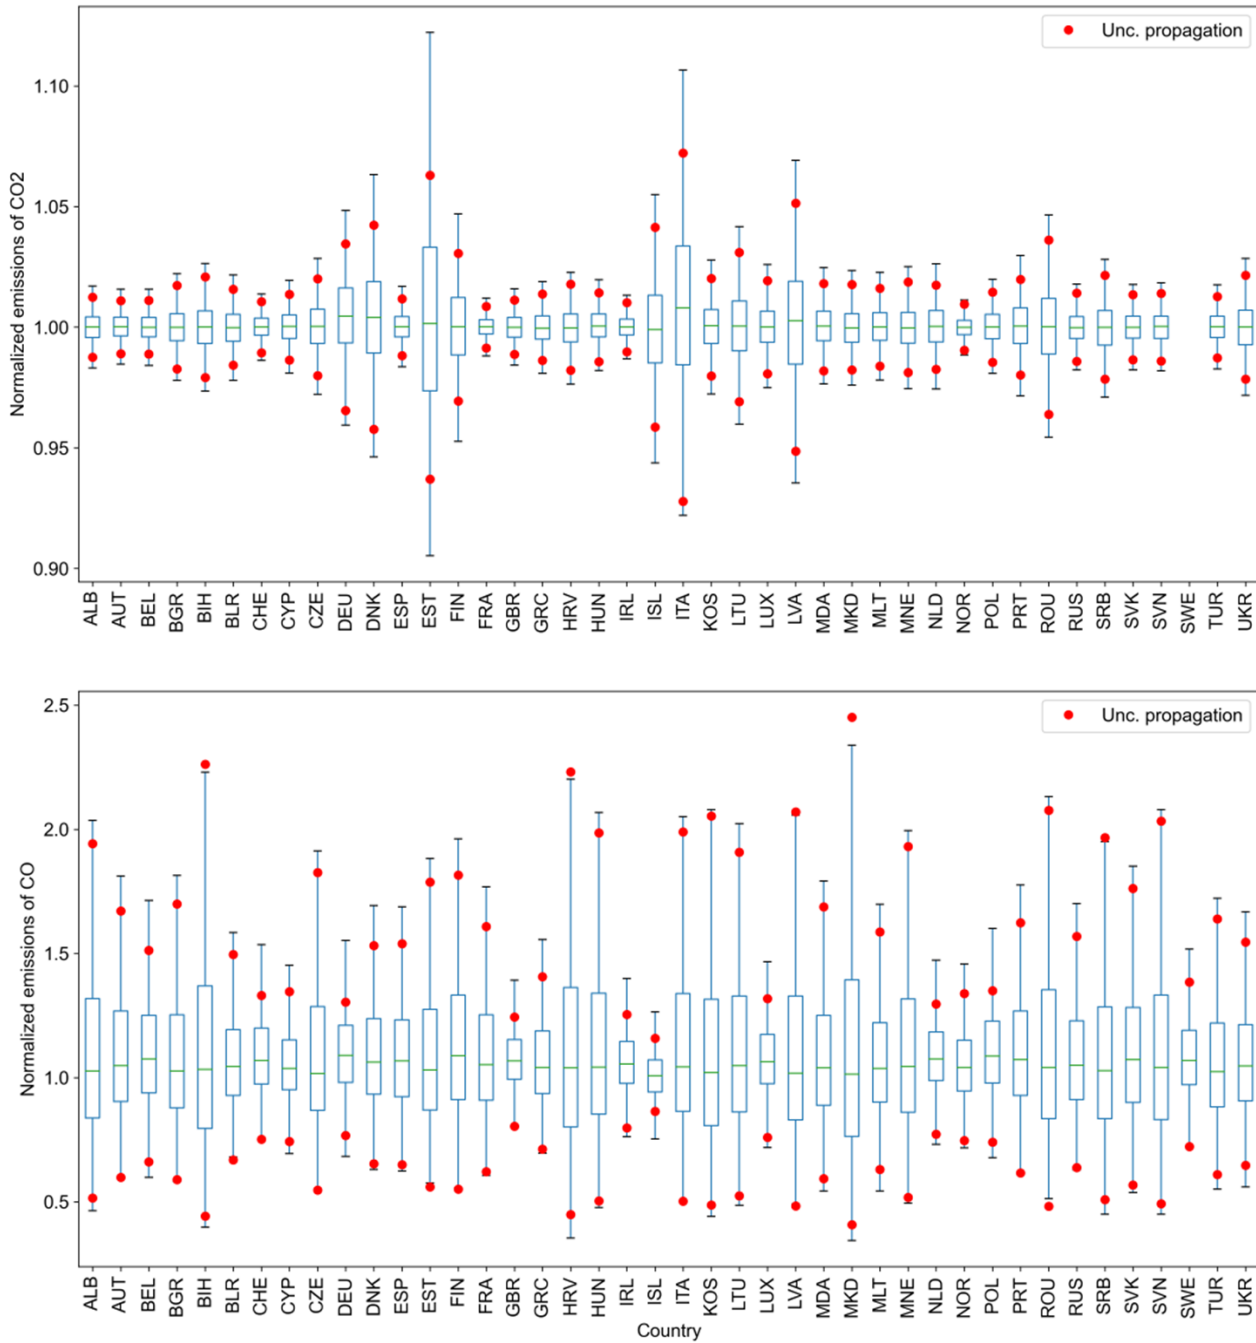 Unc. propagation
1.10
1.05
1.00
0.95
0.90
Normalized emissions of CO2
ALB AUT BEL BGR BIH BLR CHE CYP CZE DEU DNK ESP EST FIN FRA GBR GRC HRV HUN IRL ISL ITA KOS LTU LUX LVA MDA MKD MLT MNE NLD NOR POL PRT ROU RUS SRB SVK SVN SWE TUR UKR
Unc. propagation
2.5
2.0
1.5
1.0
0.5
Normalized emissions of CO
ALB AUT BEL BGR BIH BLR CHE CYP CZE DEU DNK ESP EST FIN FRA GBR GRC HRV HUN IRL ISL ITA KOS LTU LUX LVA MDA MKD MLT MNE NLD NOR POL PRT ROU RUS SRB SVK SVN SWE TUR UKR
Country